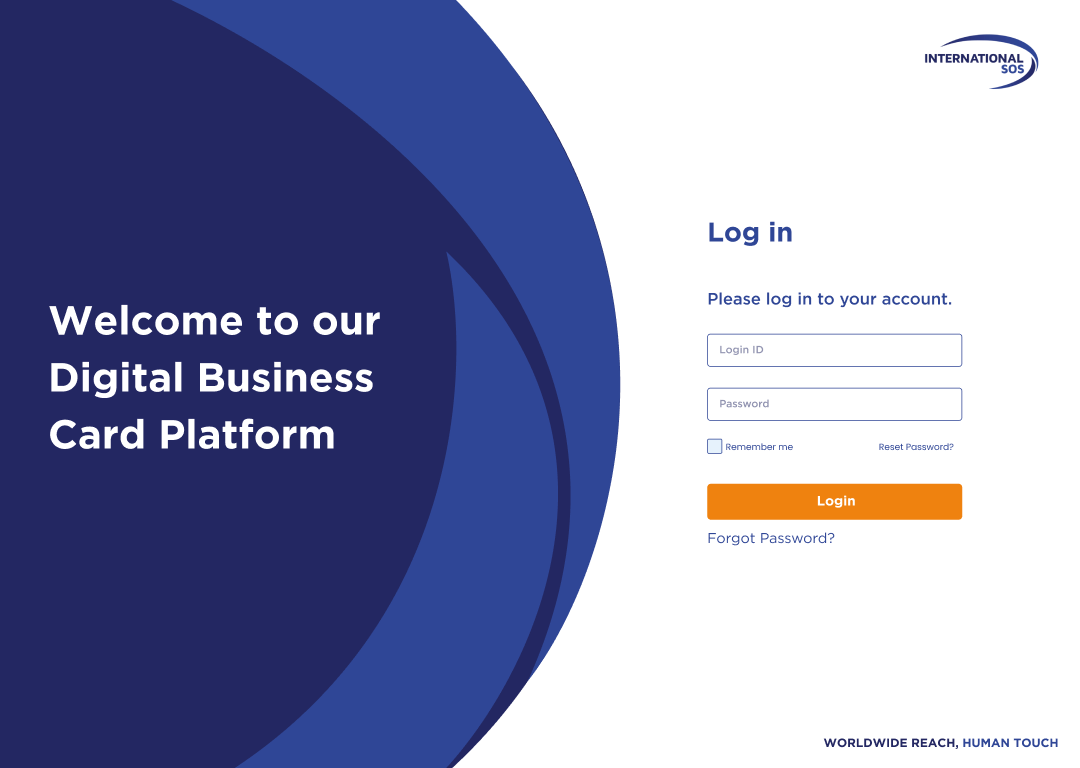 INTERNATIONAL
SOS
Welcome to our
Digital Business
Card Platform
Log in
Please log in to your account.
Login ID
Password
Remember me
Reset Password?
Login
Forgot Password?
WORLDWIDE REACH, HUMAN TOUCH